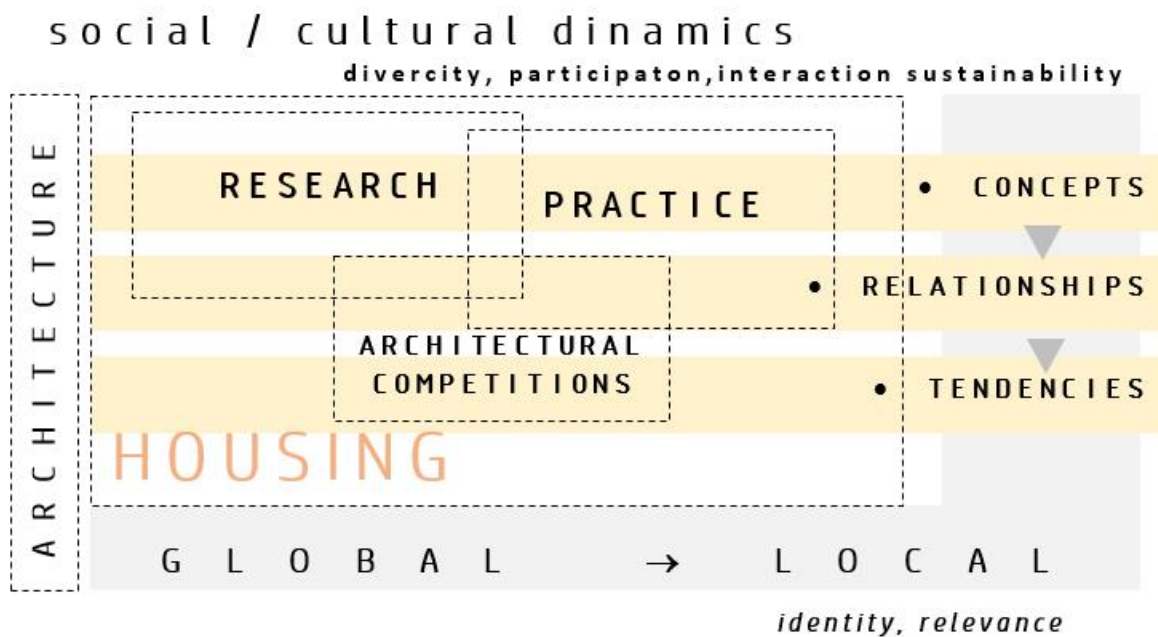 social / cultural dinamics
divercity, participaton,interaction sustainability
ARCHITECTURE
RESEARCH
PRACTICE
• CONCEPTS
• RELATIONSHIPS
ARCHITECTURAL
COMPETITIONS
• TENDENCIES
HOUSING
GLOBAL → LOCAL
identity, relevance